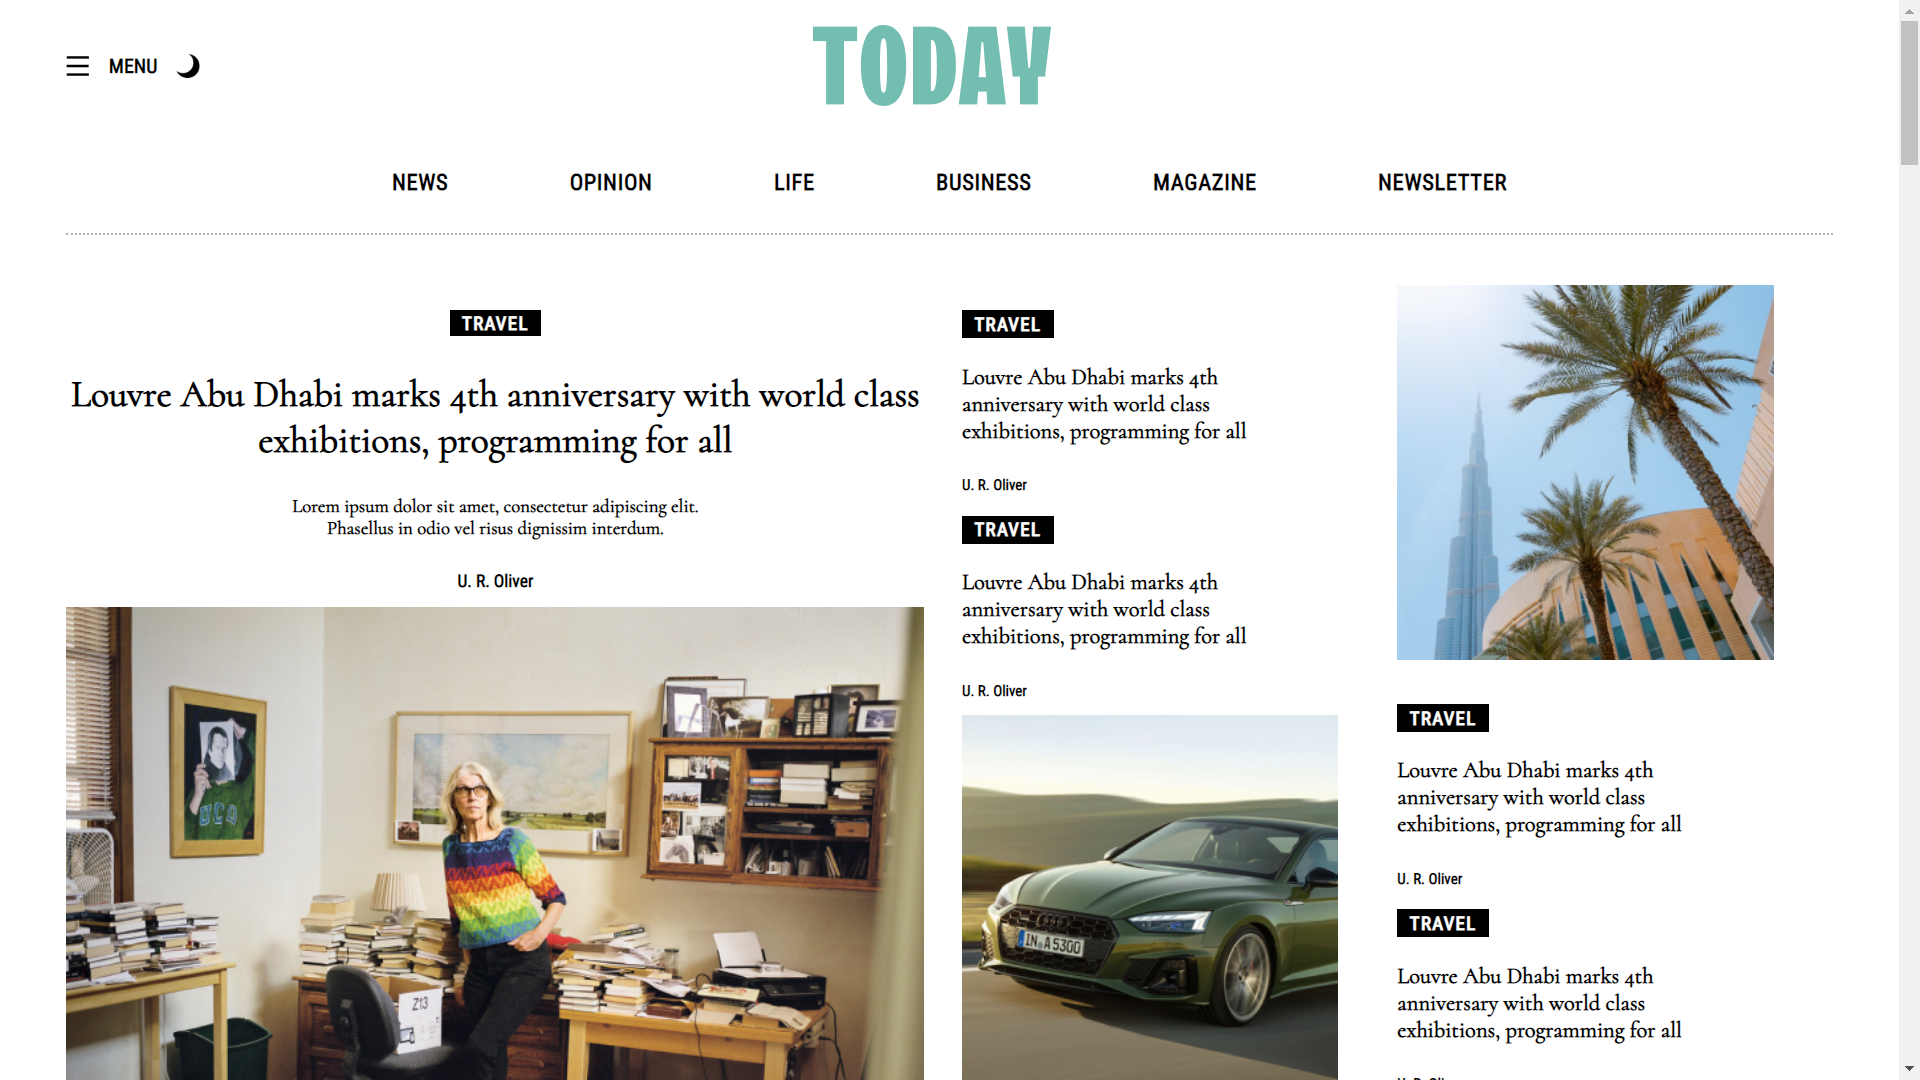 MENU
TODAY
NEWS OPINION LIFE BUSINESS MAGAZINE NEWSLETTER
TRAVEL
Louvre Abu Dhabi marks 4th anniversary with world class
exhibitions, programming for all
Lorem ipsum dolor sit amet, consectetur adipiscing elit.
Phasellus in odio vel risus dignissim interdum.
U. R. Oliver
UCD
Z13
TRAVEL
Louvre Abu Dhabi marks 4th
anniversary with world class
exhibitions, programming for all
U. R. Oliver
TRAVEL
Louvre Abu Dhabi marks 4th
anniversary with world class
exhibitions, programming for all
U. R. Oliver
IN A 5300
TRAVEL
Louvre Abu Dhabi marks 4th
anniversary with world class
exhibitions, programming for all
U. R. Oliver
TRAVEL
Louvre Abu Dhabi marks 4th
anniversary with world class
exhibitions, programming for all